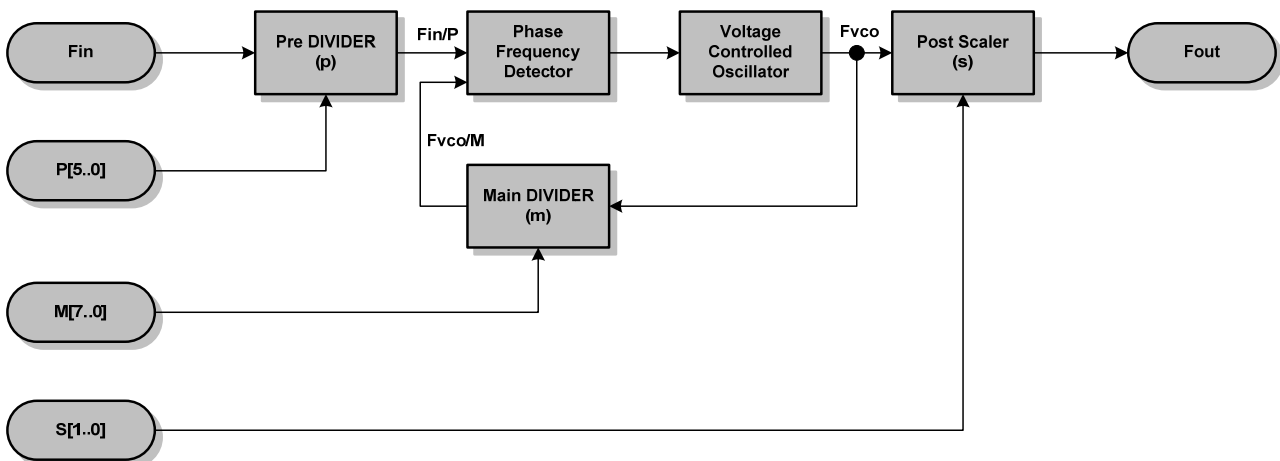 Fin
Pre DIVIDER
(p)
Fin/P
Phase
Frequency
Detector
Voltage
Controlled
Oscillator
Fvco
Post Scaler
(s)
Fout
P[5..0]
Fvco/M
Main DIVIDER
(m)
M[7..0]
S[1..0]